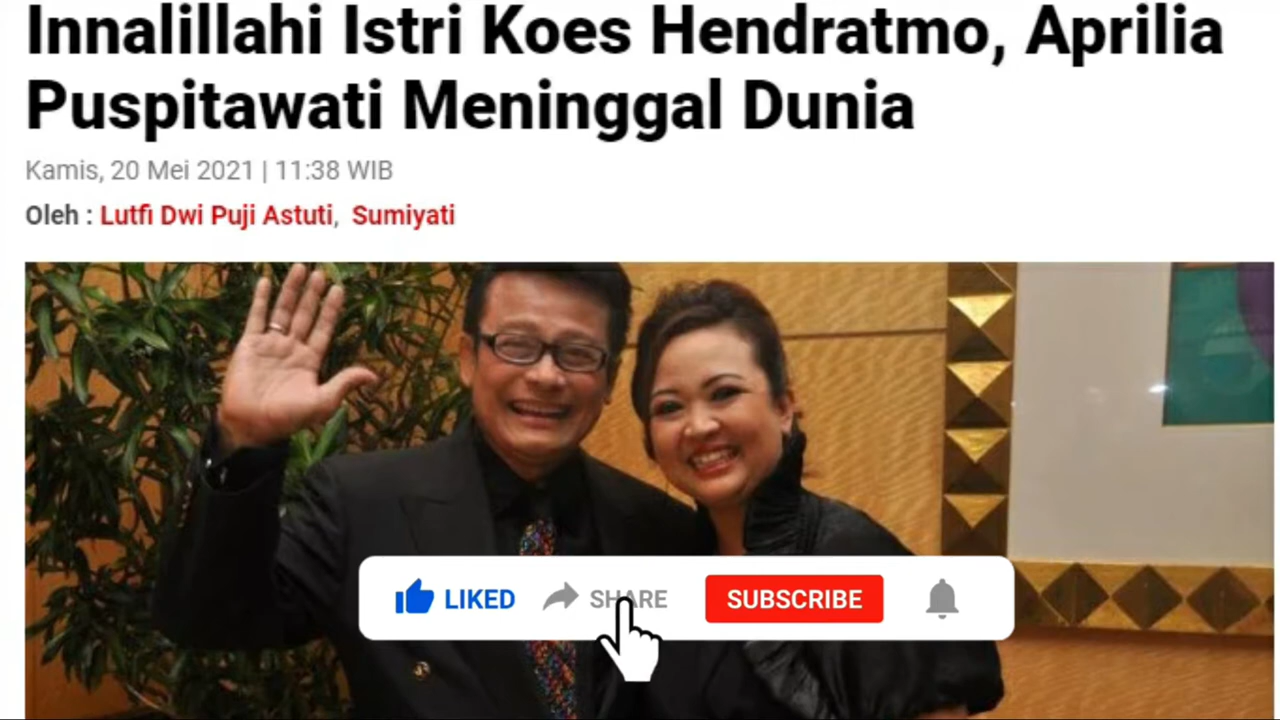 Innalillahi Istri Koes Hendratmo, Aprilia
Puspitawati Meninggal Dunia
Kamis, 20 Mei 2021 | 11:38 WIB
Oleh : Lutfi Dwi Puji Astuti, Sumiyati
LIKED SHARE SUBSCRIBE